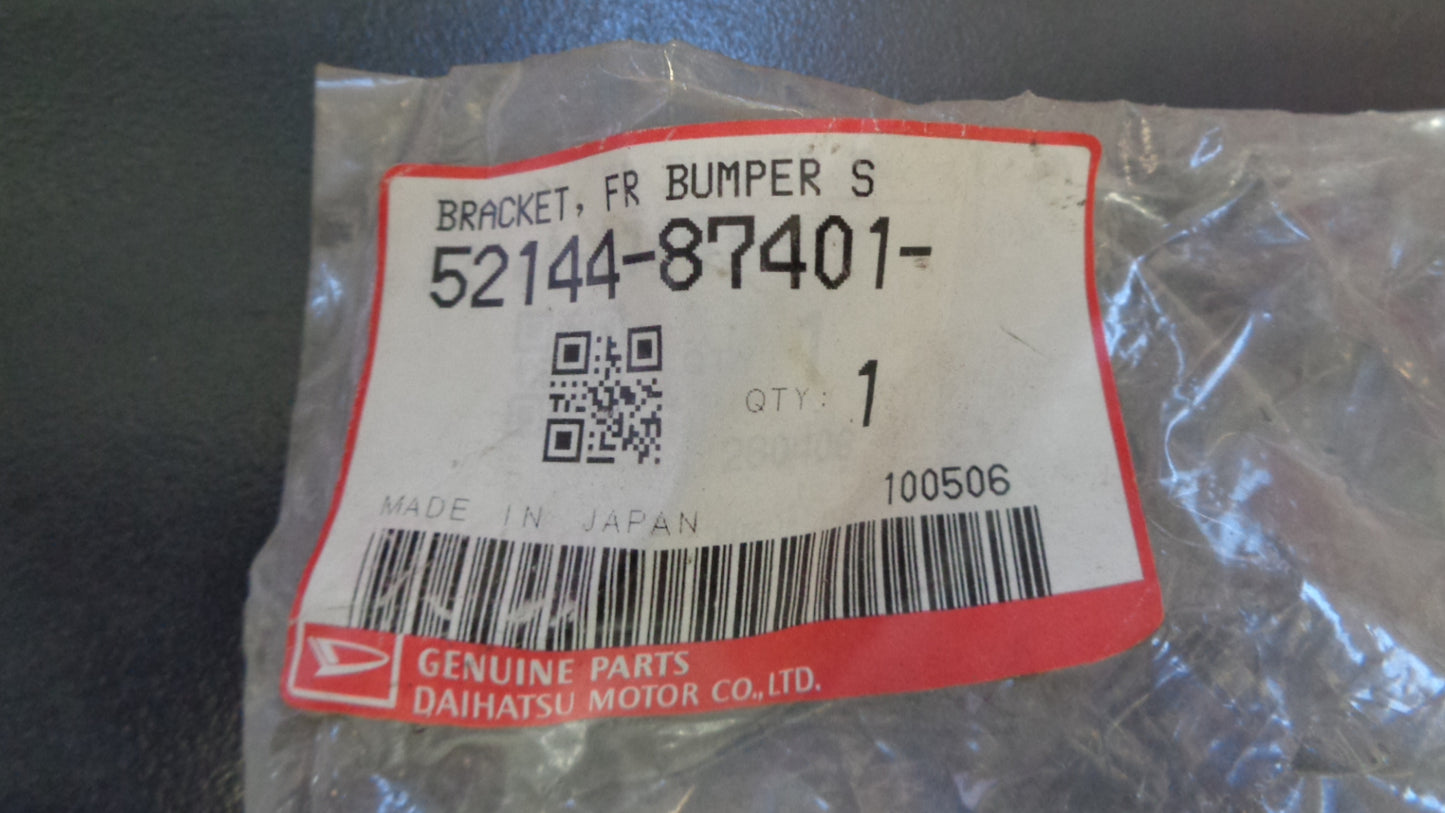 BRACKET, FR BUMPER S
52144-87401-
QTY: 1
100506
MADE IN JAPAN
GENUINE PARTS
DAIHATSU MOTOR CO.,LTD.